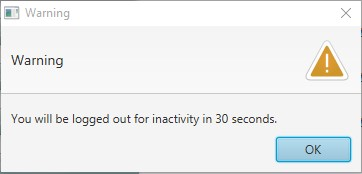 Warning
Warning
You will be logged out for inactivity in 30 seconds.
OK